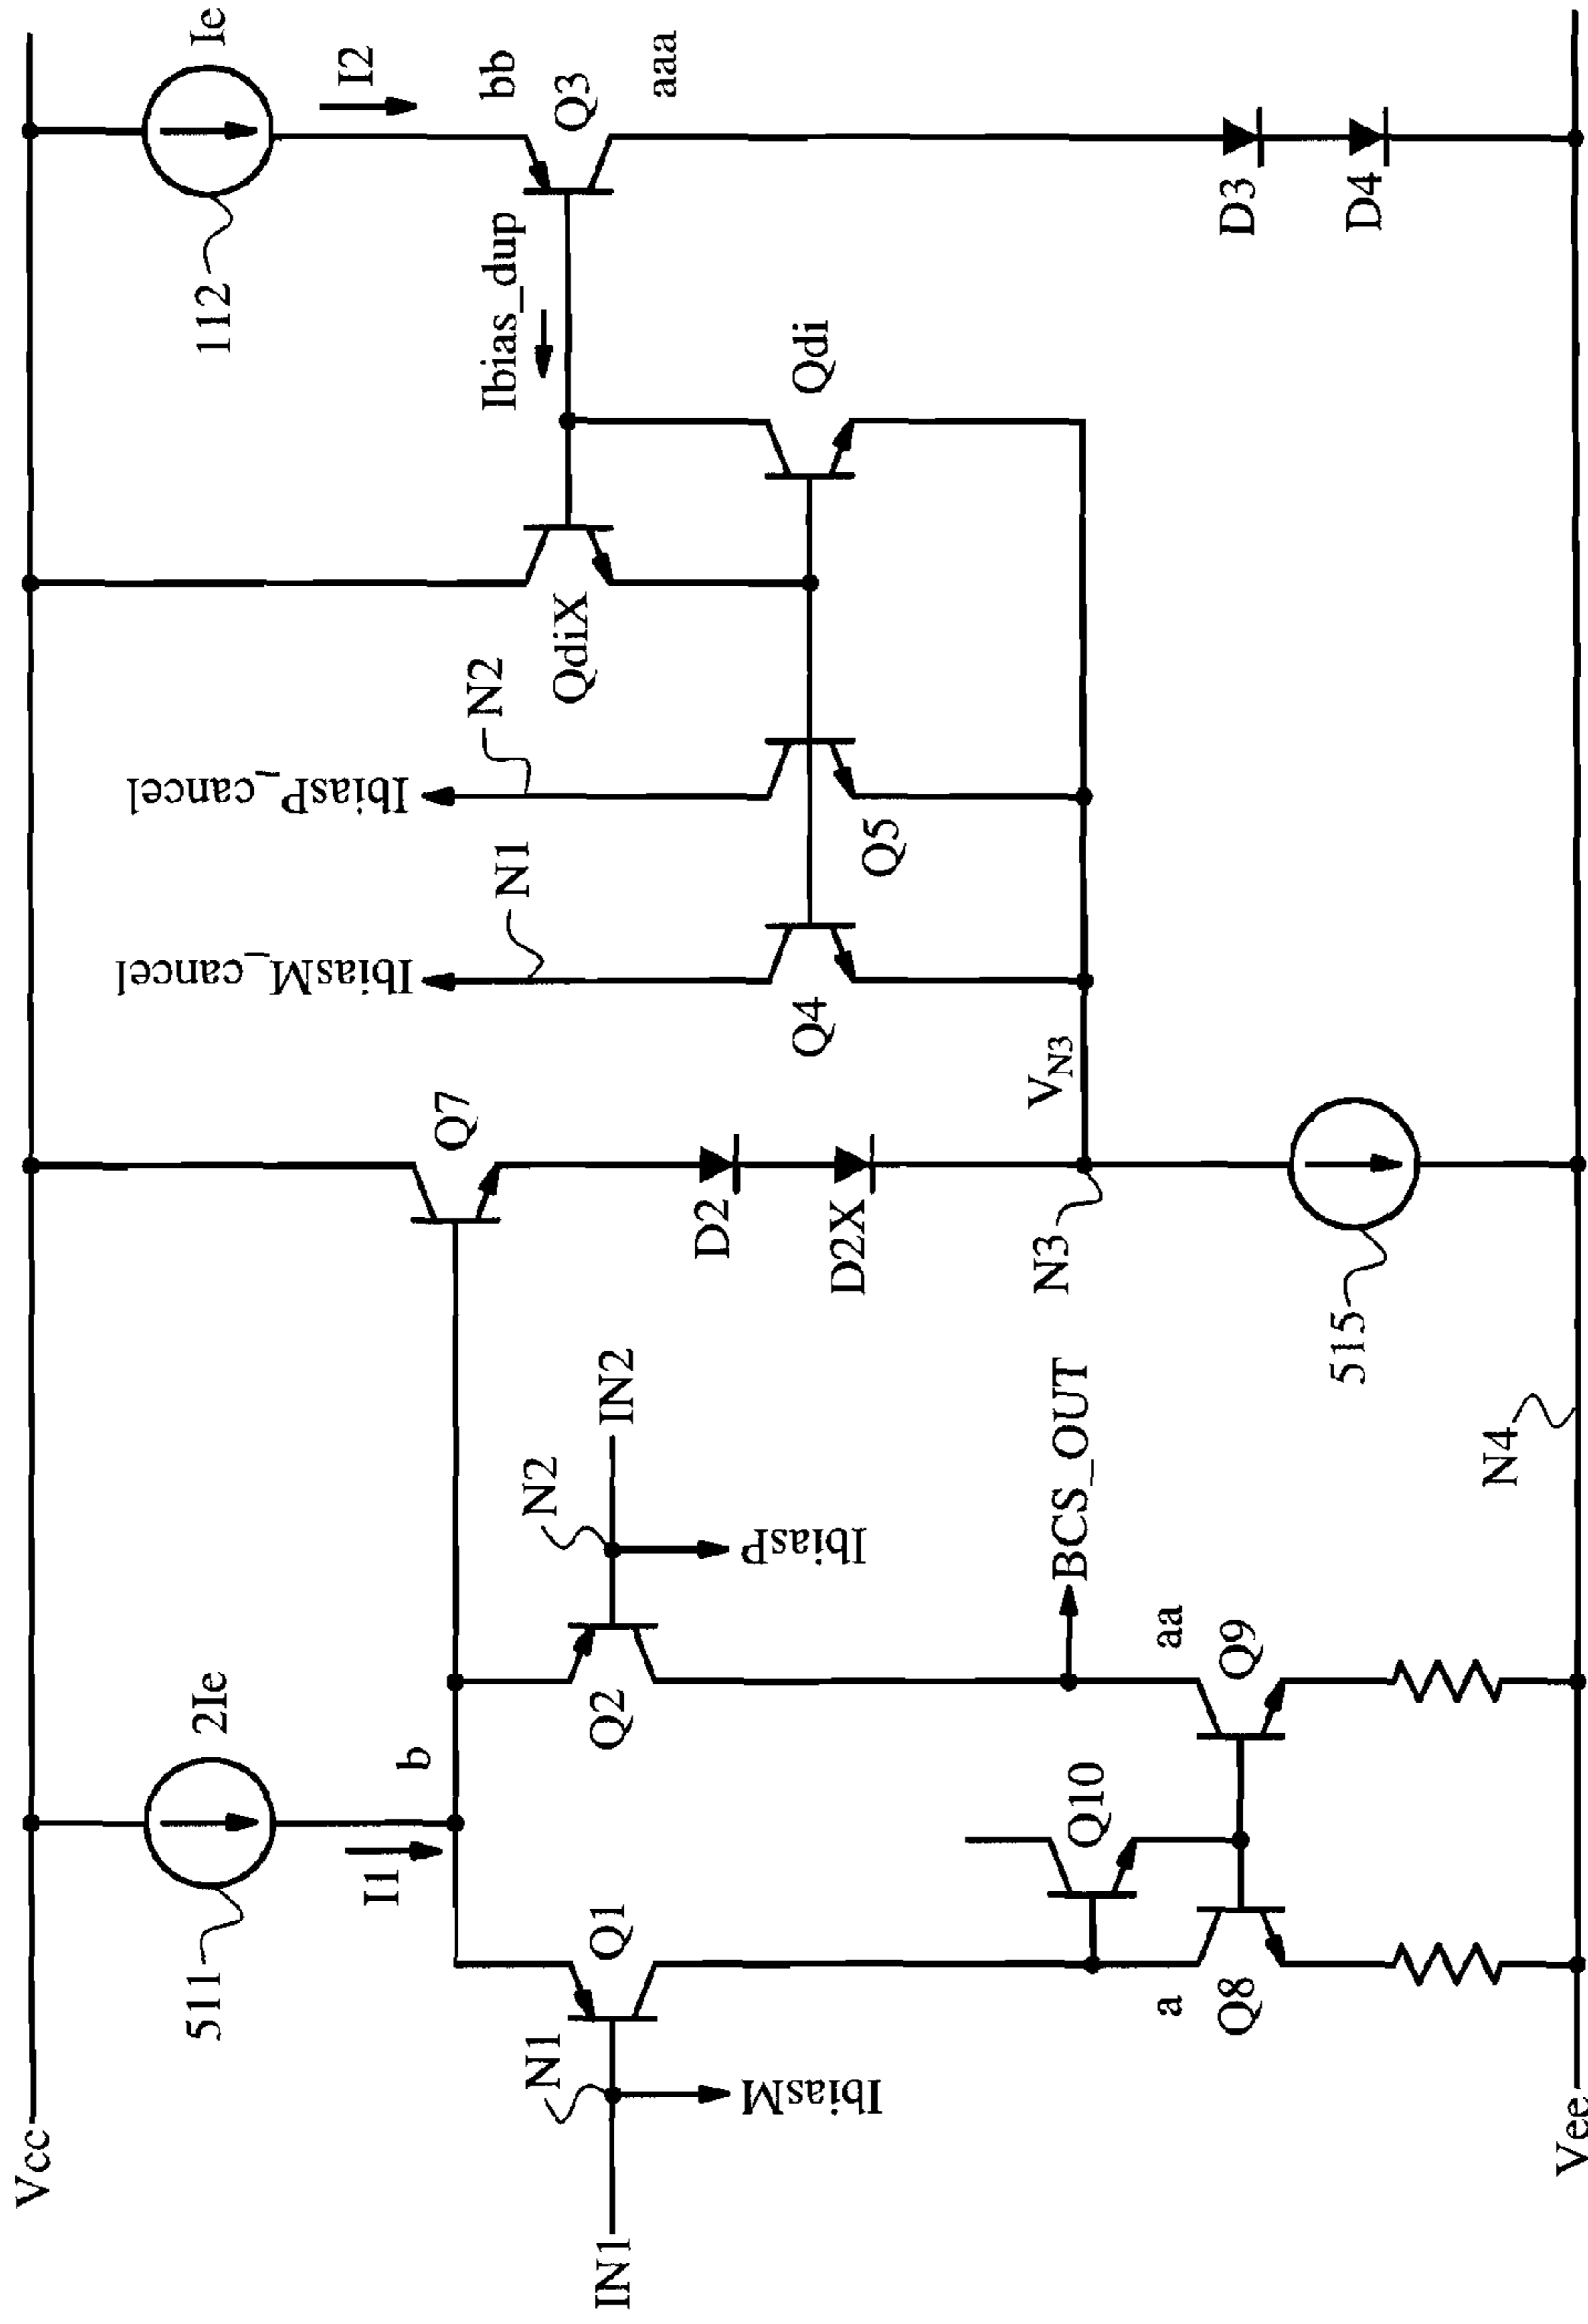 Vcc
511
2Ie
I1
b
IN1
N1
IbiasM
Q1
Q2
N2
IN2
IbiasP
BCS_OUT
a
aa
Q10
Q8
Q9
Vee
N4
Q7
D2
D2X
N3
V_N3
515
IbiasM_cancel
N1
Q4
IbiasP_cancel
N2
Q5
QdiX
Qdi
Ibias_dup
112
Ie
I2
bb
Q3
aaa
D3
D4